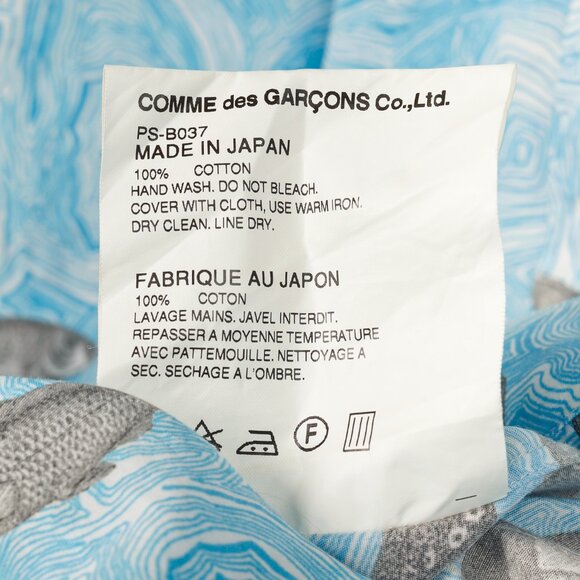 COMME des GARÇONS Co.,Ltd.
PS-B037
MADE IN JAPAN
100% COTTON
HAND WASH. DO NOT BLEACH.
COVER WITH CLOTH, USE WARM IRON.
DRY CLEAN. LINE DRY.
FABRIQUE AU JAPON
100% COTON
LAVAGE MAINS. JAVEL INTERDIT.
REPASSER A MOYENNE TEMPERATURE
AVEC PATTEMOUILLE. NETTOYAGE A
SEC. SECHAGE A L'OMBRE.
F